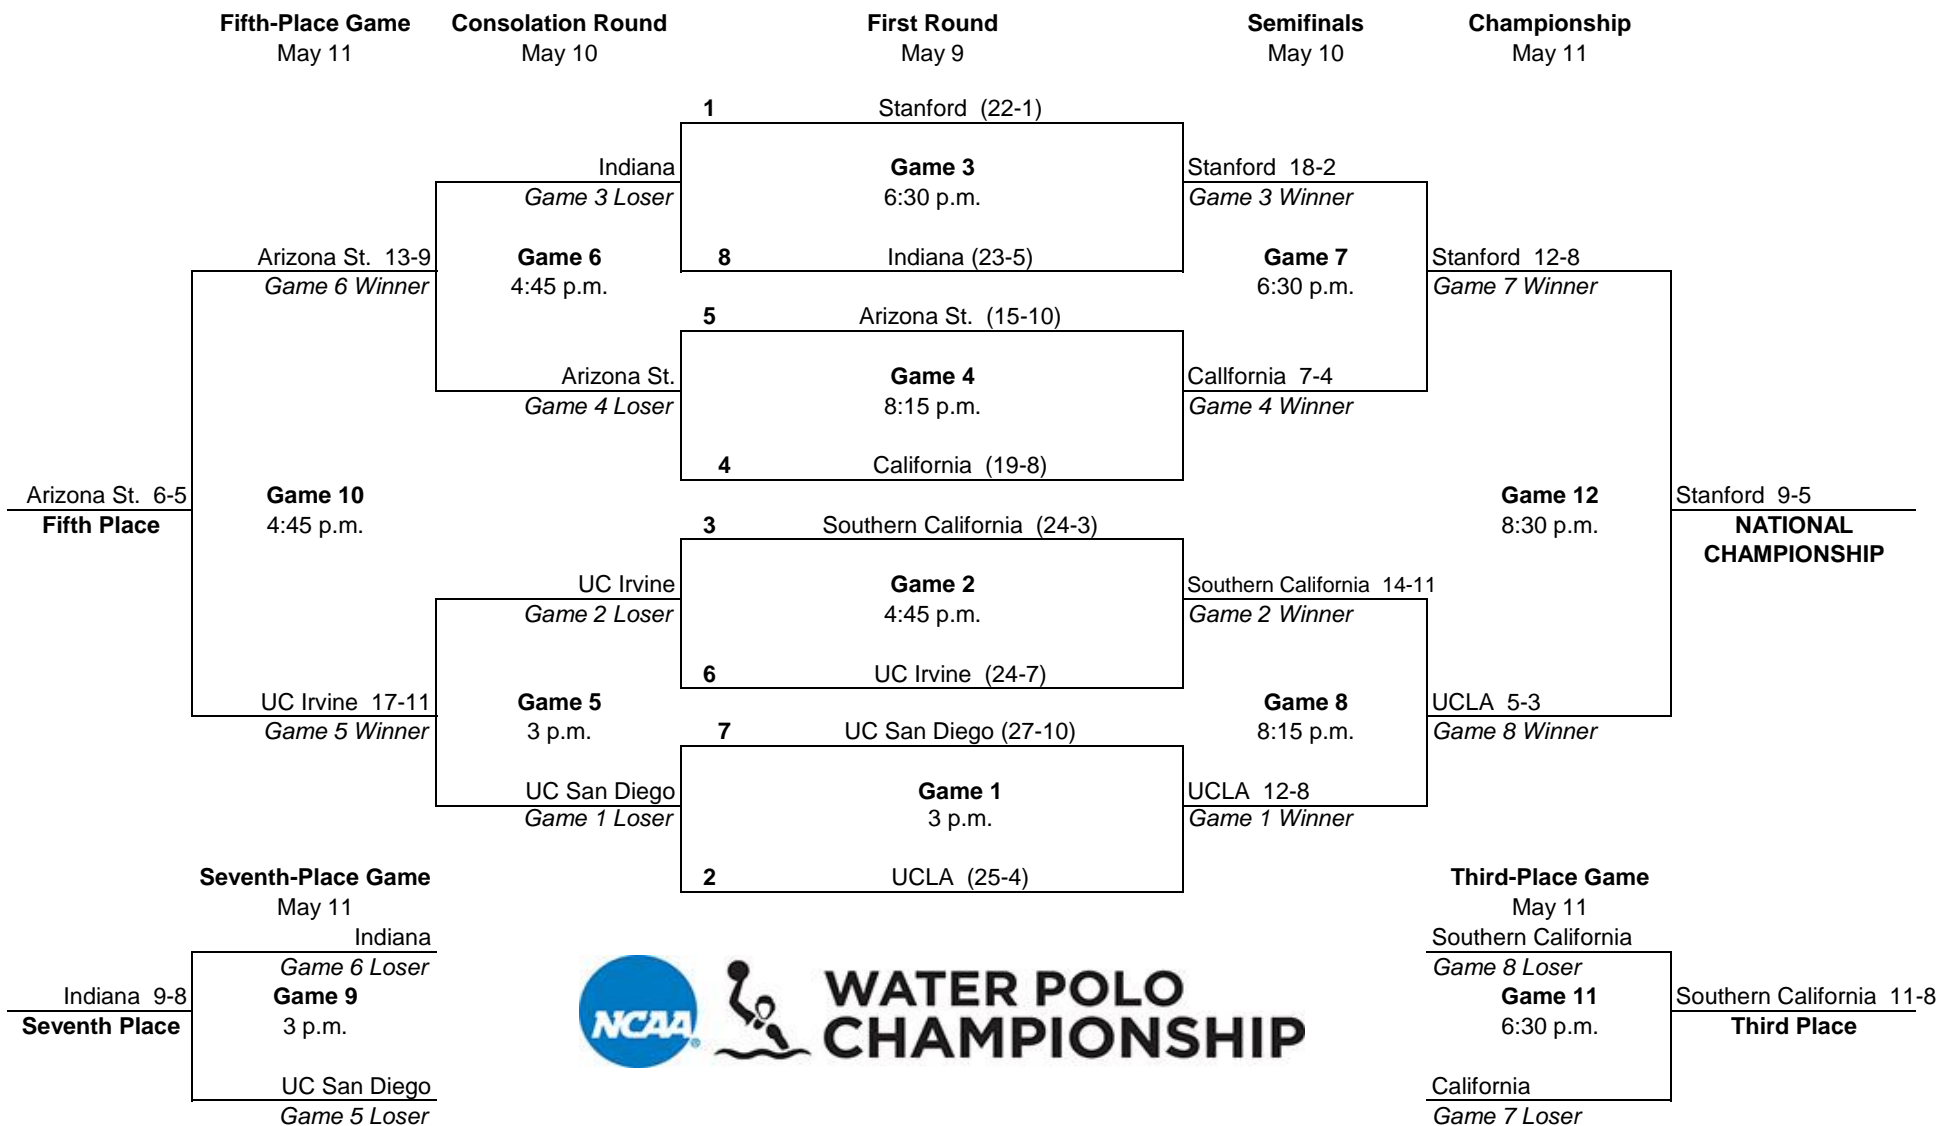 Fifth-Place Game Consolation Round First Round Semifinals Championship
May 11 May 10 May 9 May 10 May 11
1 Stanford (22-1)
Indiana Game 3 Stanford 18-2
Game 3 Loser 6:30 p.m. Game 3 Winner
Arizona St. 13-9 Game 6 8 Indiana (23-5) Game 7 Stanford 12-8
Game 6 Winner 4:45 p.m. 6:30 p.m. Game 7 Winner
5 Arizona St. (15-10)
Arizona St. Game 4 Callfornia 7-4
Game 4 Loser 8:15 p.m. Game 4 Winner
4 California (19-8)
Arizona St. 6-5 Game 10 Game 12 Stanford 9-5
Fifth Place 4:45 p.m. 3 Southern California (24-3) 8:30 p.m. NATIONAL
CHAMPIONSHIP
UC Irvine Game 2 Southern California 14-11
Game 2 Loser 4:45 p.m. Game 2 Winner
6 UC Irvine (24-7)
UC Irvine 17-11 Game 5 Game 8 UCLA 5-3
Game 5 Winner 3 p.m. 7 UC San Diego (27-10) 8:15 p.m. Game 8 Winner
UC San Diego Game 1 UCLA 12-8
Game 1 Loser 3 p.m. Game 1 Winner
Seventh-Place Game 2 UCLA (25-4) Third-Place Game
May 11 May 11
Indiana Southern California
Game 6 Loser Game 8 Loser
Indiana 9-8 Game 9 Game 11 Southern California 11-8
Seventh Place 3 p.m. 6:30 p.m. Third Place
UC San Diego California
Game 5 Loser Game 7 Loser
NCAA®
WATER POLO
CHAMPIONSHIP